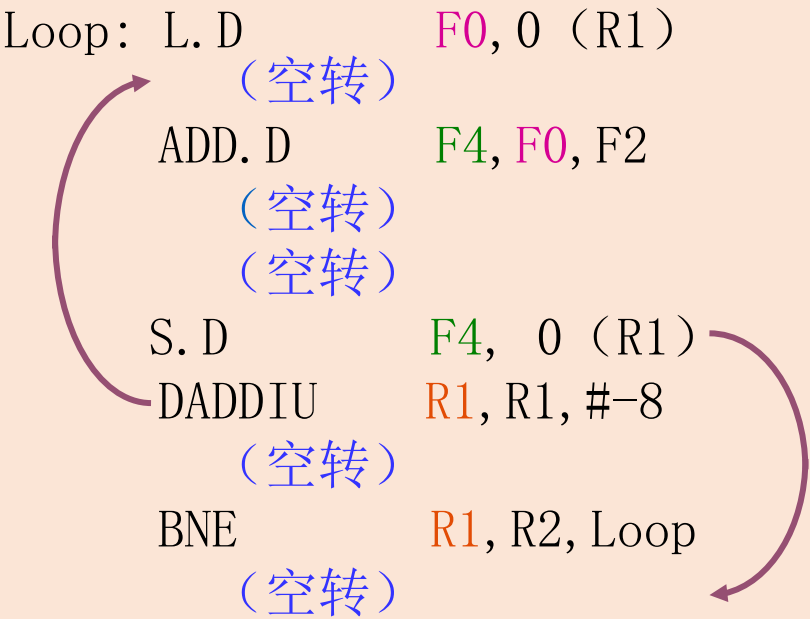 Loop: L.D F0,0（R1）
（空转）
ADD.D F4,F0,F2
（空转）
（空转）
S.D F4, 0（R1）
DADDIU R1,R1,#-8
（空转）
BNE R1,R2,Loop
（空转）